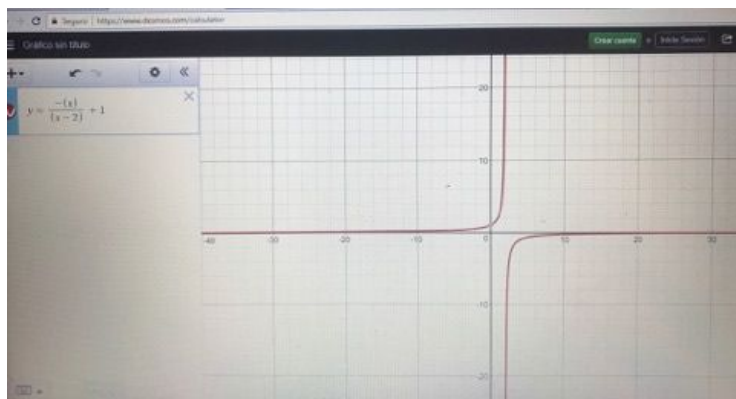 Seguro | https://www.desmos.com/calculator
Gráfico sin título
Crear cuenta
Iniciar Sesión
y = -(x)/(x - 2) + 1
20
10
-40 -30 -20 -10 0 10 20 30
-10
-20